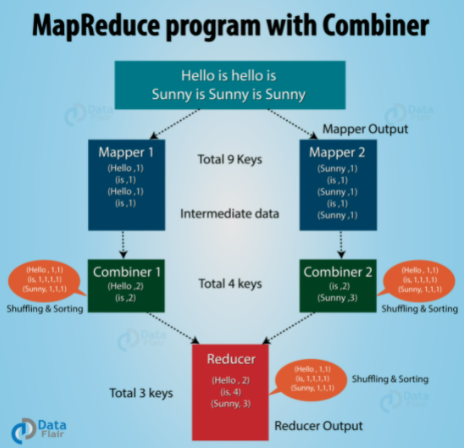 MapReduce program with Combiner
Hello is hello is
Sunny is Sunny is Sunny
Data
Flair
Mapper Output
Mapper 1
(Hello ,1)
(is ,1)
(Hello ,1)
(is ,1)
Total 9 Keys
Mapper 2
(Sunny ,1)
(is ,1)
(Sunny ,1)
(is ,1)
(Sunny ,1)
Intermediate data
(Hello , 1,1)
(is, 1,1,1,1)
(Sunny, 1,1,1)
Shuffling & Sorting
Combiner 1
(Hello ,2)
(is ,2)
Total 4 keys
Combiner 2
(is ,2)
(Sunny ,3)
(Hello , 1,1)
(is, 1,1,1,1)
(Sunny, 1,1,1)
Shuffling & Sorting
Data
Flair
Reducer
(Hello , 2)
(is, 4)
(Sunny, 3)
(Hello , 1,1)
(is, 1,1,1,1)
(Sunny, 1,1,1)
Shuffling & Sorting
Total 3 keys
Reducer Output
Data
Flair